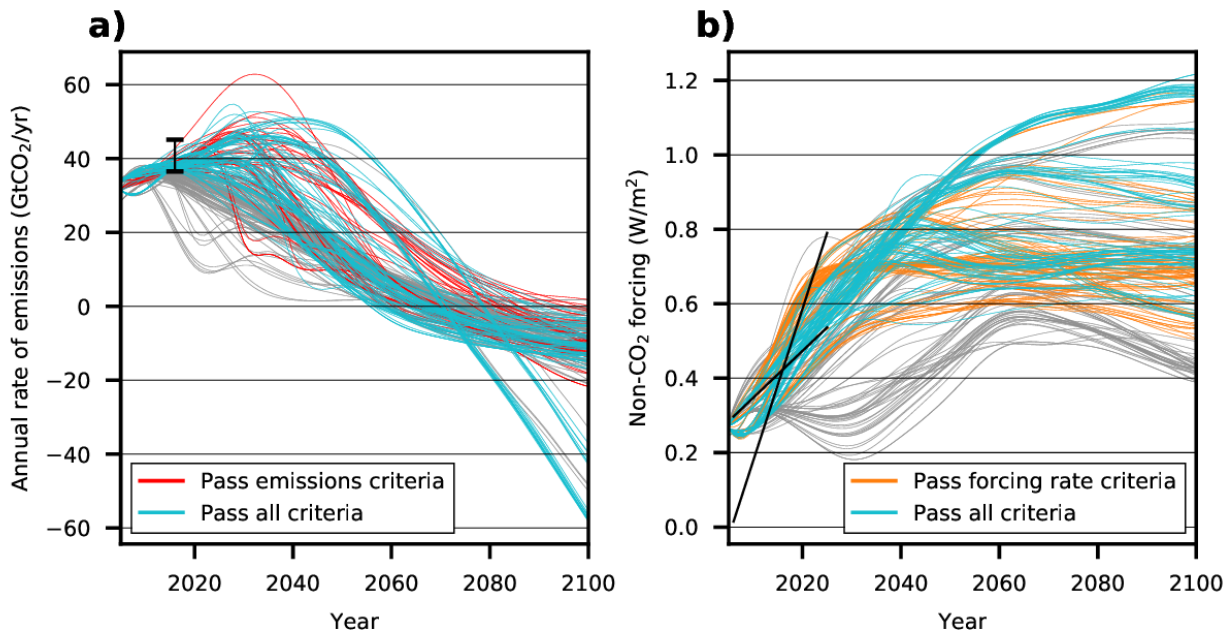 a)
Annual rate of emissions (GtCO₂/yr)
60
40
20
0
−20
−40
−60
Pass emissions criteria
Pass all criteria
2020 2040 2060 2080 2100
Year
b)
Non-CO₂ forcing (W/m²)
1.2
1.0
0.8
0.6
0.4
0.2
0.0
Pass forcing rate criteria
Pass all criteria
2020 2040 2060 2080 2100
Year